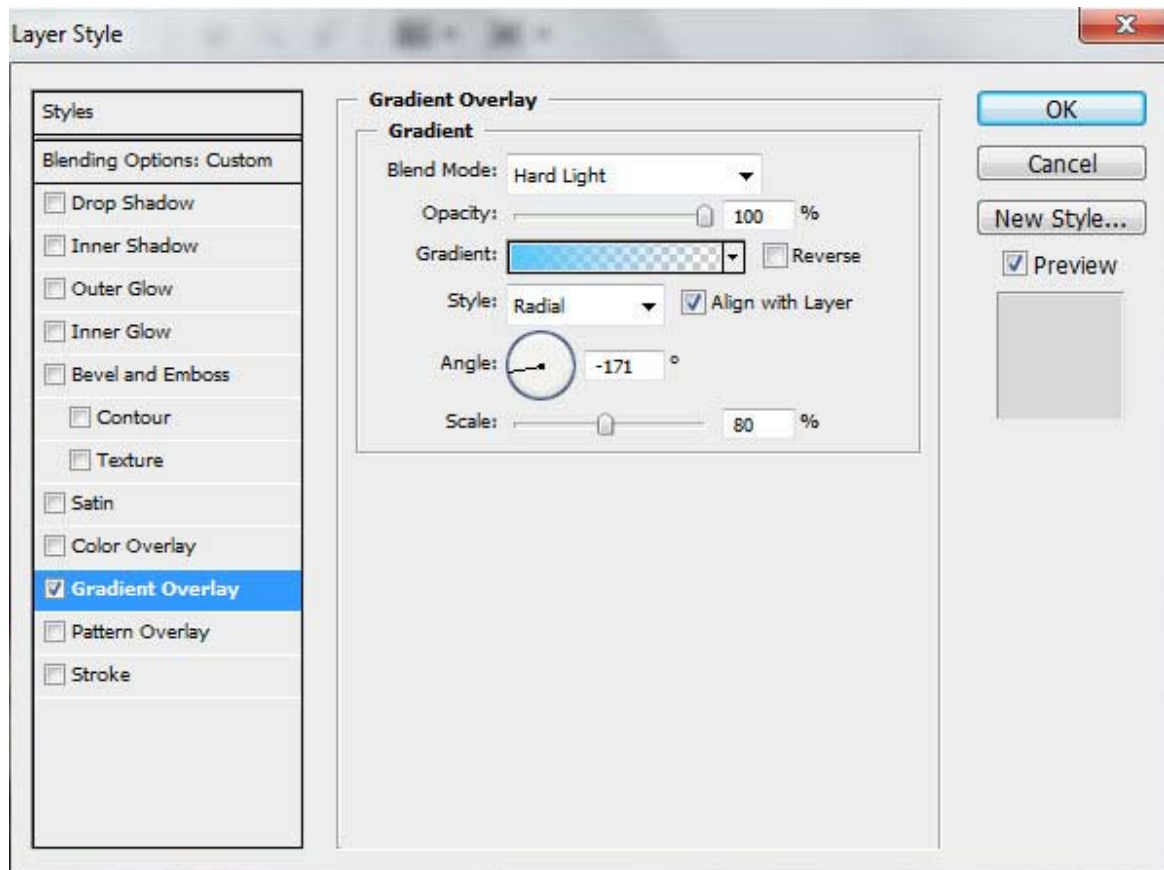 Layer Style
X
Styles
Blending Options: Custom
Drop Shadow
Inner Shadow
Outer Glow
Inner Glow
Bevel and Emboss
Contour
Texture
Satin
Color Overlay
Gradient Overlay
Pattern Overlay
Stroke
Gradient Overlay
Gradient
Blend Mode: Hard Light
Opacity: 100 %
Gradient: Reverse
Style: Radial Align with Layer
Angle: -171 °
Scale: 80 %
OK
Cancel
New Style...
Preview